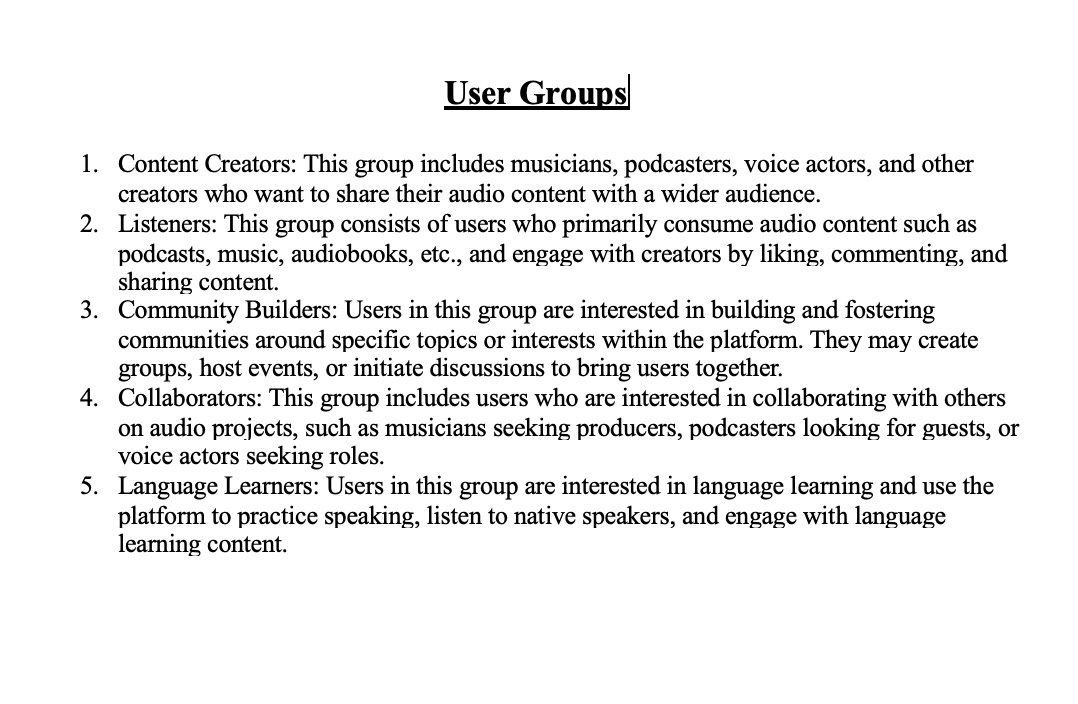 User Groups
1. Content Creators: This group includes musicians, podcasters, voice actors, and other
creators who want to share their audio content with a wider audience.
2. Listeners: This group consists of users who primarily consume audio content such as
podcasts, music, audiobooks, etc., and engage with creators by liking, commenting, and
sharing content.
3. Community Builders: Users in this group are interested in building and fostering
communities around specific topics or interests within the platform. They may create
groups, host events, or initiate discussions to bring users together.
4. Collaborators: This group includes users who are interested in collaborating with others
on audio projects, such as musicians seeking producers, podcasters looking for guests, or
voice actors seeking roles.
5. Language Learners: Users in this group are interested in language learning and use the
platform to practice speaking, listen to native speakers, and engage with language
learning content.